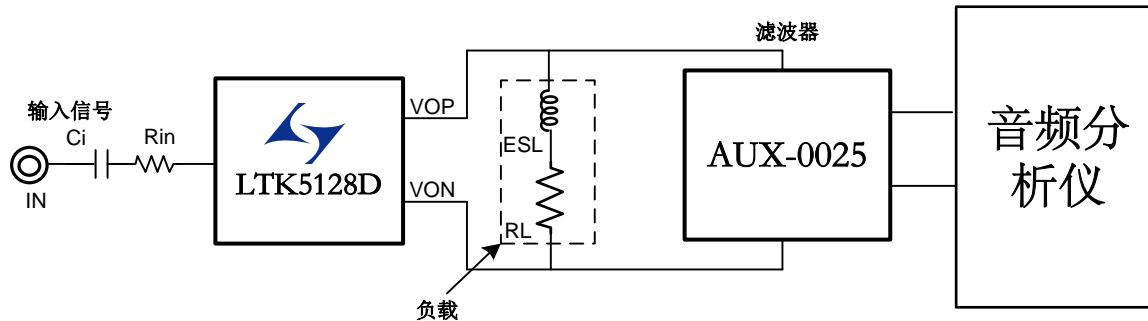 滤波器
输入信号
Ci
Rin
IN
LTK5128D
VOP
VON
ESL
RL
负载
AUX-0025
音频分
析仪